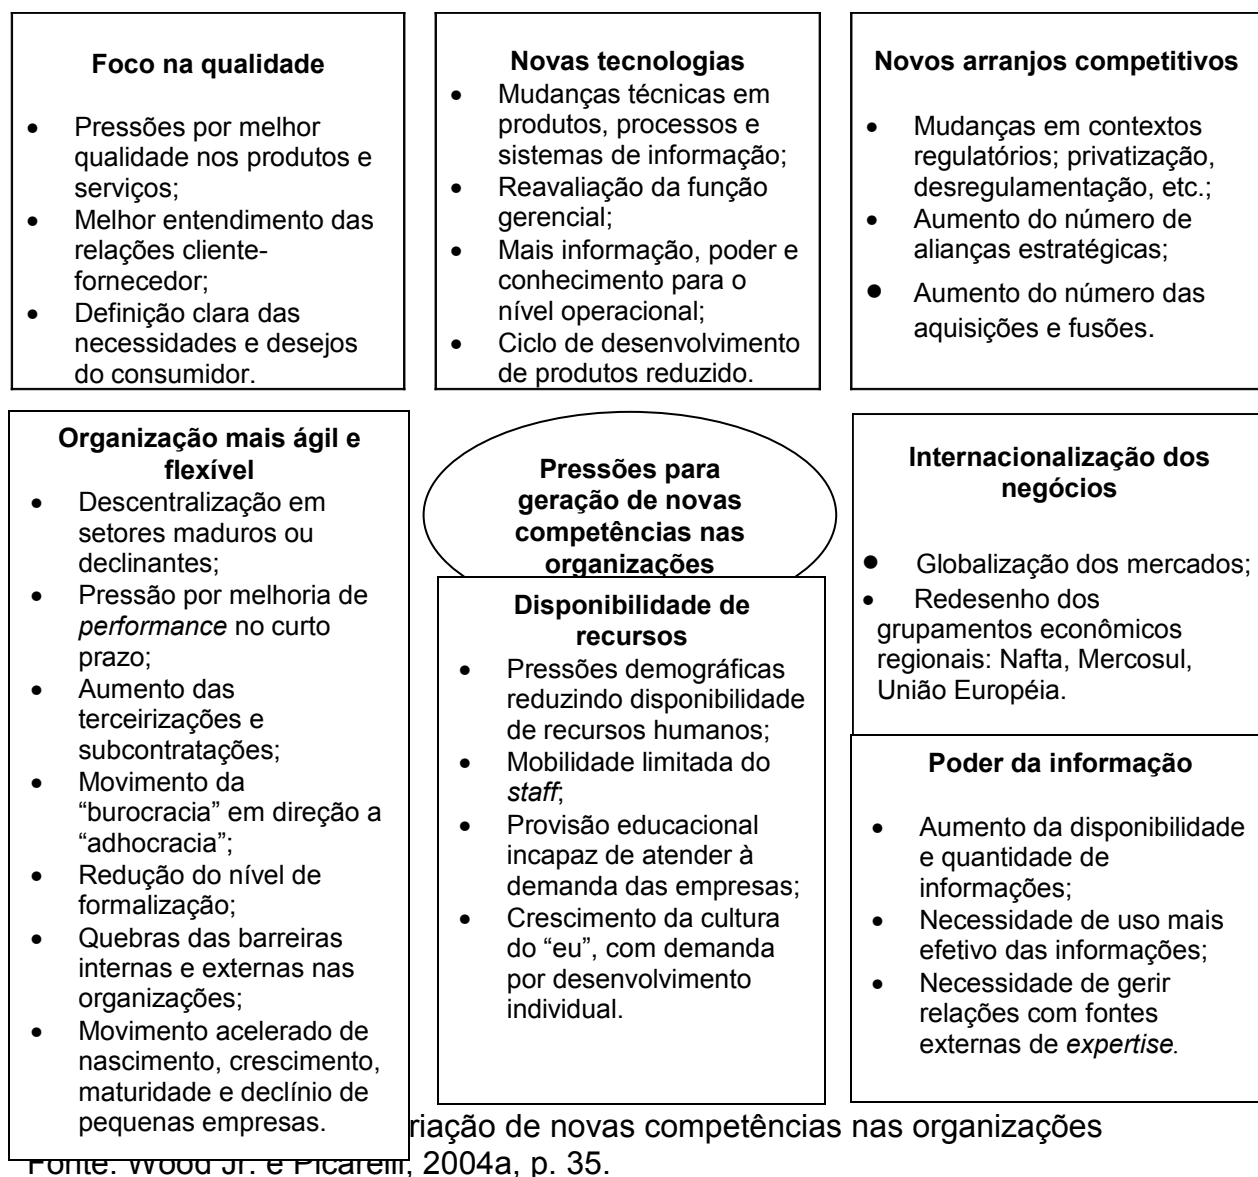 Foco na qualidade
• Pressões por melhor
qualidade nos produtos e
serviços;
• Melhor entendimento das
relações cliente-
fornecedor;
• Definição clara das
necessidades e desejos
do consumidor.
Novas tecnologias
• Mudanças técnicas em
produtos, processos e
sistemas de informação;
• Reavaliação da função
gerencial;
• Mais informação, poder e
conhecimento para o
nível operacional;
• Ciclo de desenvolvimento
de produtos reduzido.
Novos arranjos competitivos
• Mudanças em contextos
regulatórios; privatização,
desregulamentação, etc.;
• Aumento do número de
alianças estratégicas;
• Aumento do número das
aquisições e fusões.
Organização mais ágil e
flexível
• Descentralização em
setores maduros ou
declinantes;
• Pressão por melhoria de
performance no curto
prazo;
• Aumento das
terceirizações e
subcontratações;
• Movimento da
“burocracia” em direção a
“adhocracia”;
• Redução do nível de
formalização;
• Quebras das barreiras
internas e externas nas
organizações;
• Movimento acelerado de
nascimento, crescimento,
maturidade e declínio de
pequenas empresas.
Pressões para
geração de novas
competências nas
organizações
Disponibilidade de
recursos
• Pressões demográficas
reduzindo disponibilidade
de recursos humanos;
• Mobilidade limitada do
staff;
• Provisão educacional
incapaz de atender à
demanda das empresas;
• Crescimento da cultura
do “eu”, com demanda
por desenvolvimento
individual.
Internacionalização dos
negócios
• Globalização dos mercados;
• Redesenho dos
grupamentos econômicos
regionais: Nafta, Mercosul,
União Européia.
Poder da informação
• Aumento da disponibilidade
e quantidade de
informações;
• Necessidade de uso mais
efetivo das informações;
• Necessidade de gerir
relações com fontes
externas de expertise.
riação de novas competências nas organizações
Fonte: Wood Jr. e Picarelli, 2004a, p. 35.